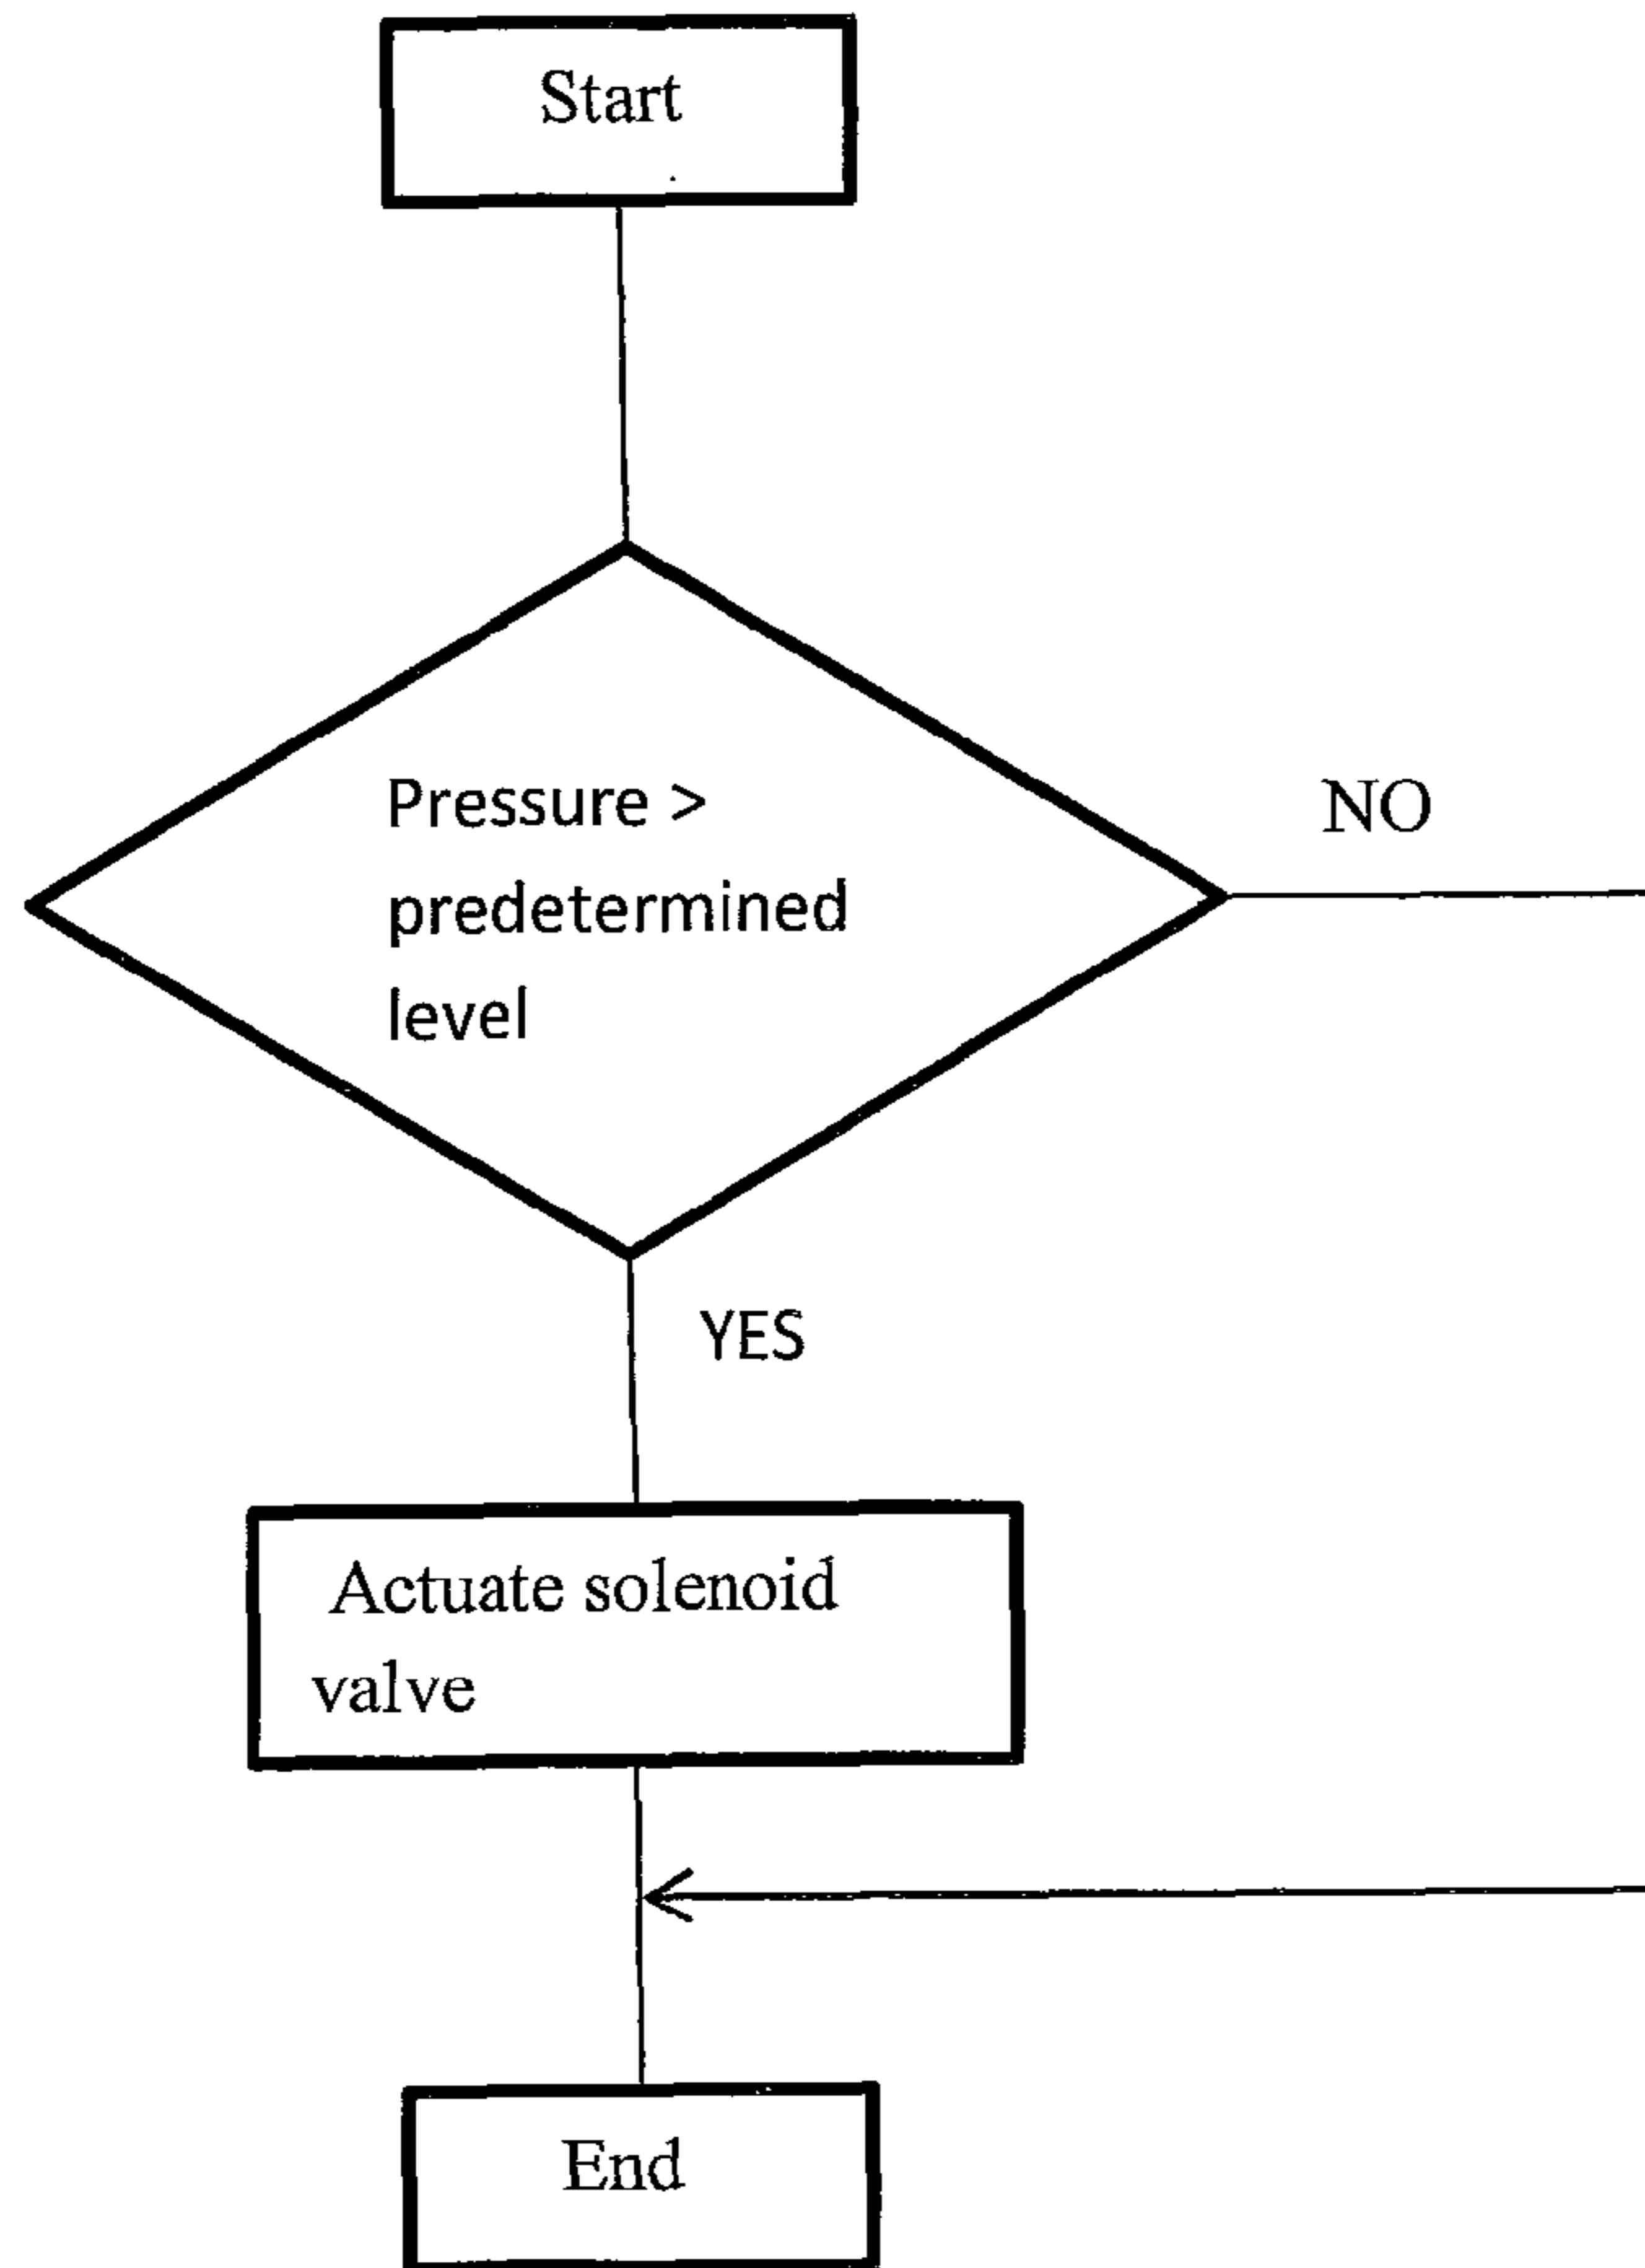 Start
Pressure >
predetermined
level
NO
YES
Actuate solenoid
valve
End